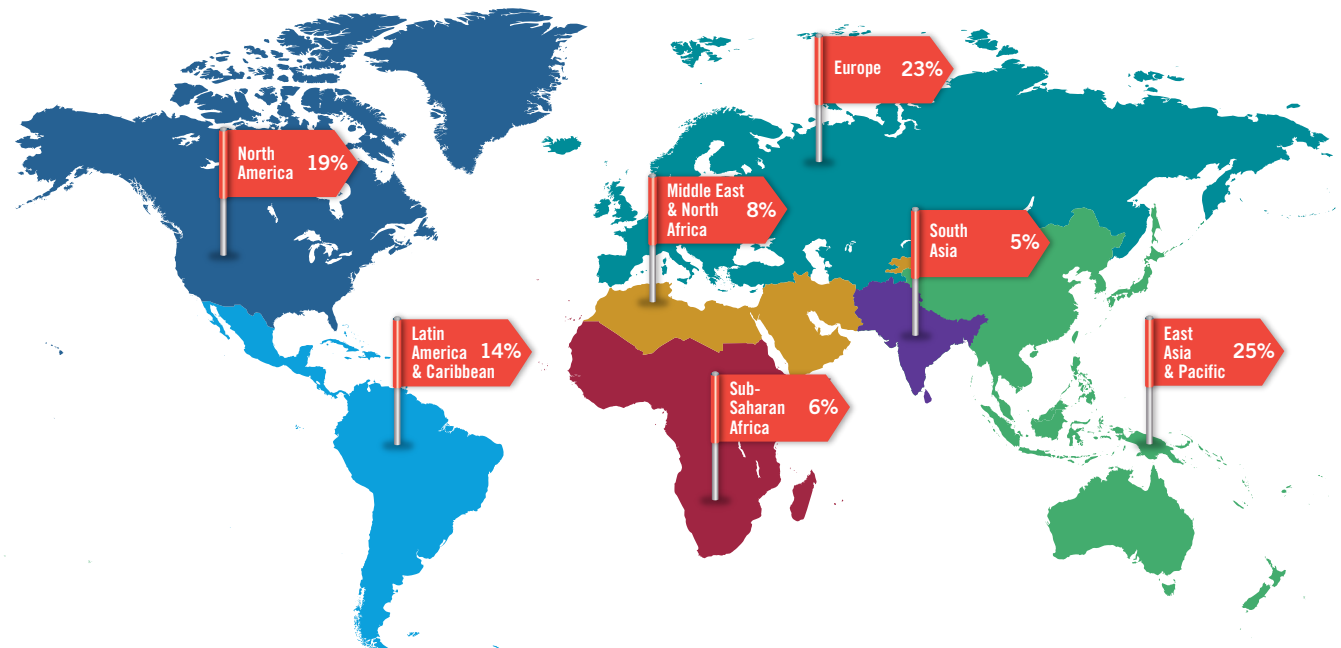 Europe 23%
North
America 19%
Middle East
& North
Africa 8%
South
Asia 5%
Latin
America 14%
& Caribbean
East
Asia 25%
& Pacific
Sub-
Saharan 6%
Africa